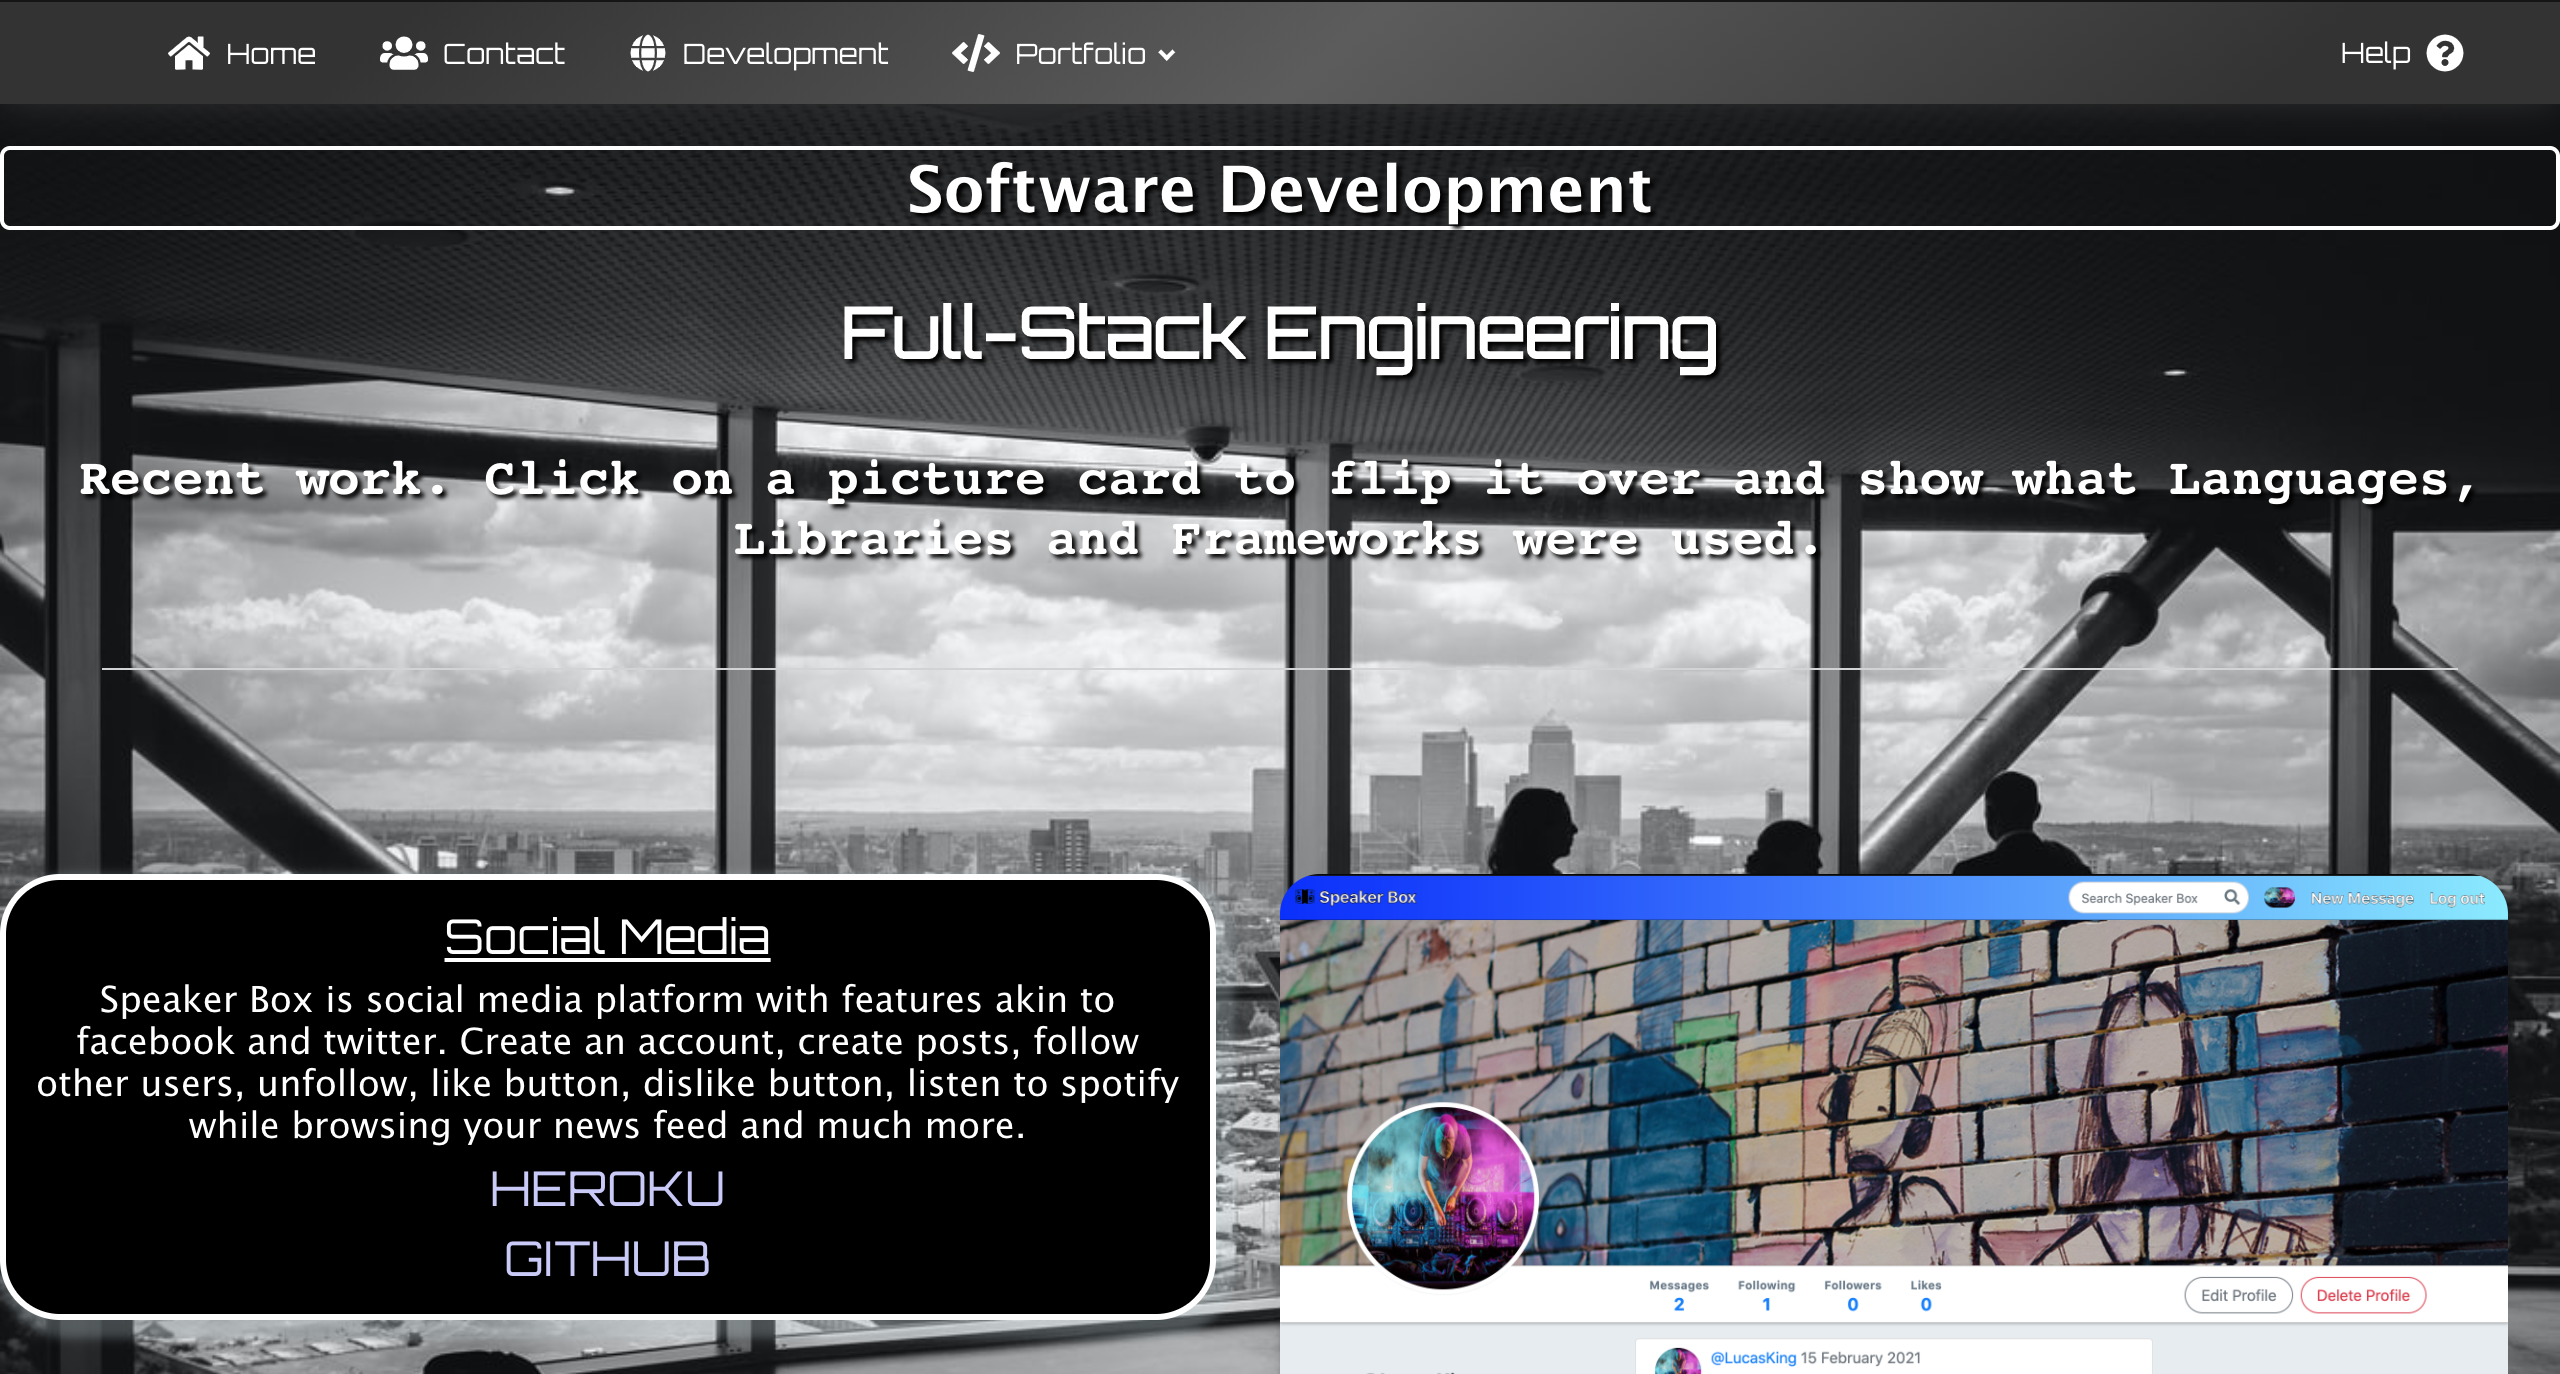 Home Contact Development Portfolio Help
Software Development
Full-Stack Engineering
Recent work. Click on a picture card to flip it over and show what Languages,
Libraries and Frameworks were used.
Social Media
Speaker Box is social media platform with features akin to
facebook and twitter. Create an account, create posts, follow
other users, unfollow, like button, dislike button, listen to spotify
while browsing your news feed and much more.
HEROKU
GITHUB
Speaker Box Search Speaker Box New Message Log out
Messages Following Followers Likes
2 1 0 0
Edit Profile Delete Profile
@LucasKing 15 February 2021